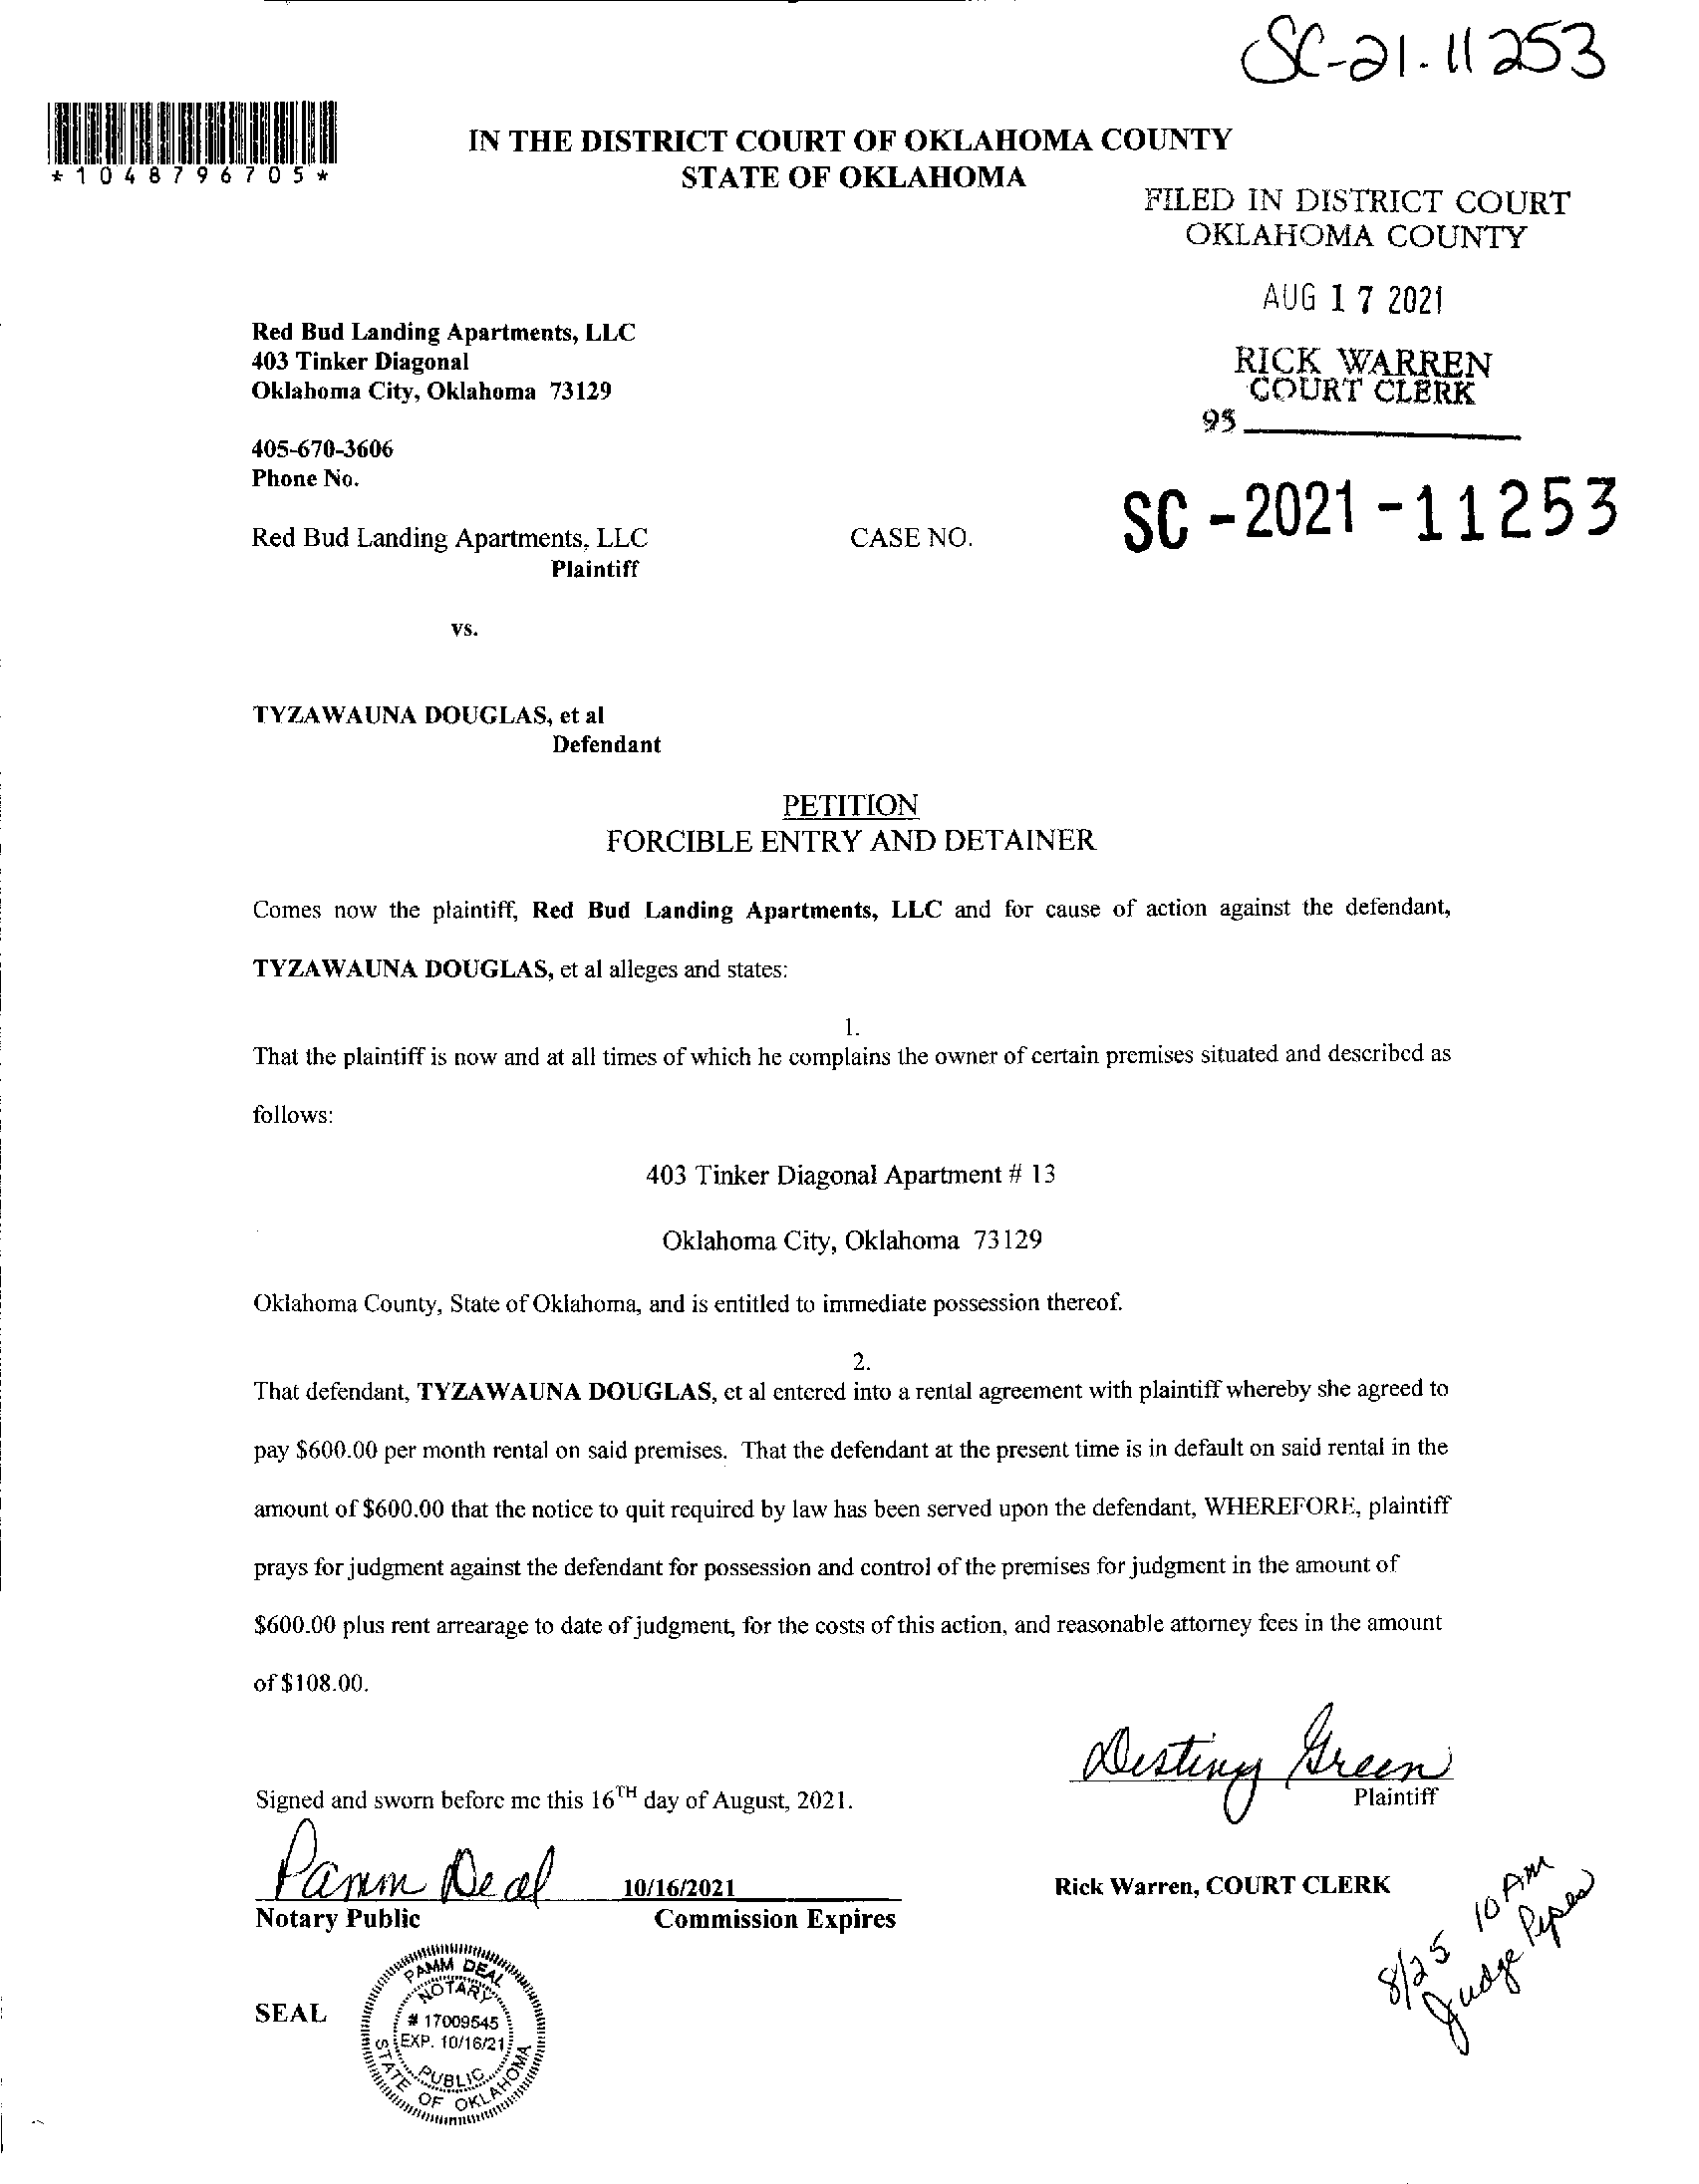 SC-21-11253
*1048796705*
IN THE DISTRICT COURT OF OKLAHOMA COUNTY
STATE OF OKLAHOMA
FILED IN DISTRICT COURT
OKLAHOMA COUNTY
AUG 17 2021
RICK WARREN
COURT CLERK
95
Red Bud Landing Apartments, LLC
403 Tinker Diagonal
Oklahoma City, Oklahoma 73129
405-670-3606
Phone No.
Red Bud Landing Apartments, LLC CASE NO. SC-2021-11253
Plaintiff
vs.
TYZAWAUNA DOUGLAS, et al
Defendant
PETITION
FORCIBLE ENTRY AND DETAINER
Comes now the plaintiff, Red Bud Landing Apartments, LLC and for cause of action against the defendant,
TYZAWAUNA DOUGLAS, et al alleges and states:
1.
That the plaintiff is now and at all times of which he complains the owner of certain premises situated and described as
follows:
403 Tinker Diagonal Apartment # 13
Oklahoma City, Oklahoma 73129
Oklahoma County, State of Oklahoma, and is entitled to immediate possession thereof.
2.
That defendant, TYZAWAUNA DOUGLAS, et al entered into a rental agreement with plaintiff whereby she agreed to
pay $600.00 per month rental on said premises. That the defendant at the present time is in default on said rental in the
amount of $600.00 that the notice to quit required by law has been served upon the defendant, WHEREFORE, plaintiff
prays for judgment against the defendant for possession and control of the premises for judgment in the amount of
$600.00 plus rent arrearage to date of judgment, for the costs of this action, and reasonable attorney fees in the amount
of $108.00.
Destiny Green
Plaintiff
Signed and sworn before me this 16TH day of August, 2021.
Pamm Deal 10/16/2021
Notary Public Commission Expires
Rick Warren, COURT CLERK
8/25 10 AM
Judge Pipes
SEAL
PAMM DEAL
NOTARY
# 17009545
EXP. 10/16/21
PUBLIC
STATE OF OKLAHOMA